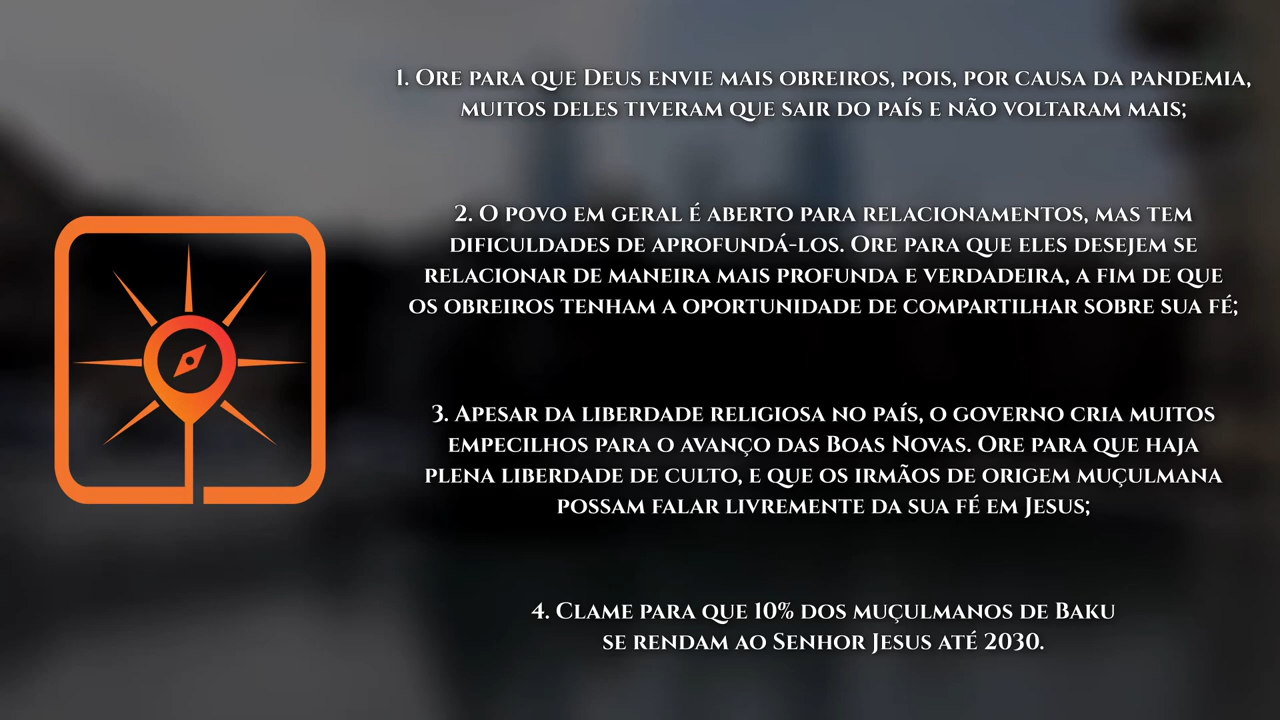 1. Ore para que Deus envie mais obreiros, pois, por causa da pandemia,
muitos deles tiveram que sair do país e não voltaram mais;
2. O povo em geral é aberto para relacionamentos, mas tem
dificuldades de aprofundá-los. Ore para que eles desejem se
relacionar de maneira mais profunda e verdadeira, a fim de que
os obreiros tenham a oportunidade de compartilhar sobre sua fé;
3. Apesar da liberdade religiosa no país, o governo cria muitos
empecilhos para o avanço das Boas Novas. Ore para que haja
plena liberdade de culto, e que os irmãos de origem muçulmana
possam falar livremente da sua fé em Jesus;
4. Clame para que 10% dos muçulmanos de Baku
se rendam ao Senhor Jesus até 2030.